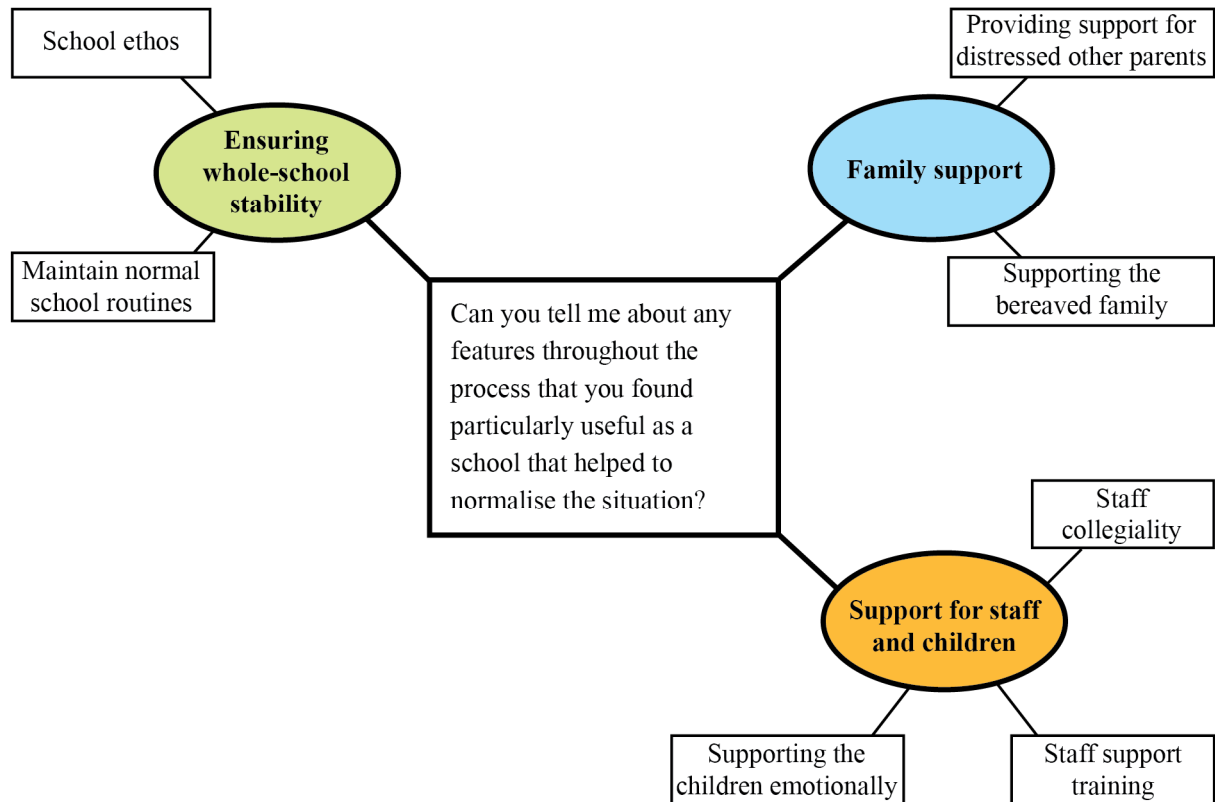 School ethos
Ensuring
whole-school
stability
Maintain normal
school routines
Providing support for
distressed other parents
Family support
Supporting the
bereaved family
Can you tell me about any
features throughout the
process that you found
particularly useful as a
school that helped to
normalise the situation?
Staff
collegiality
Support for staff
and children
Supporting the
children emotionally
Staff support
training